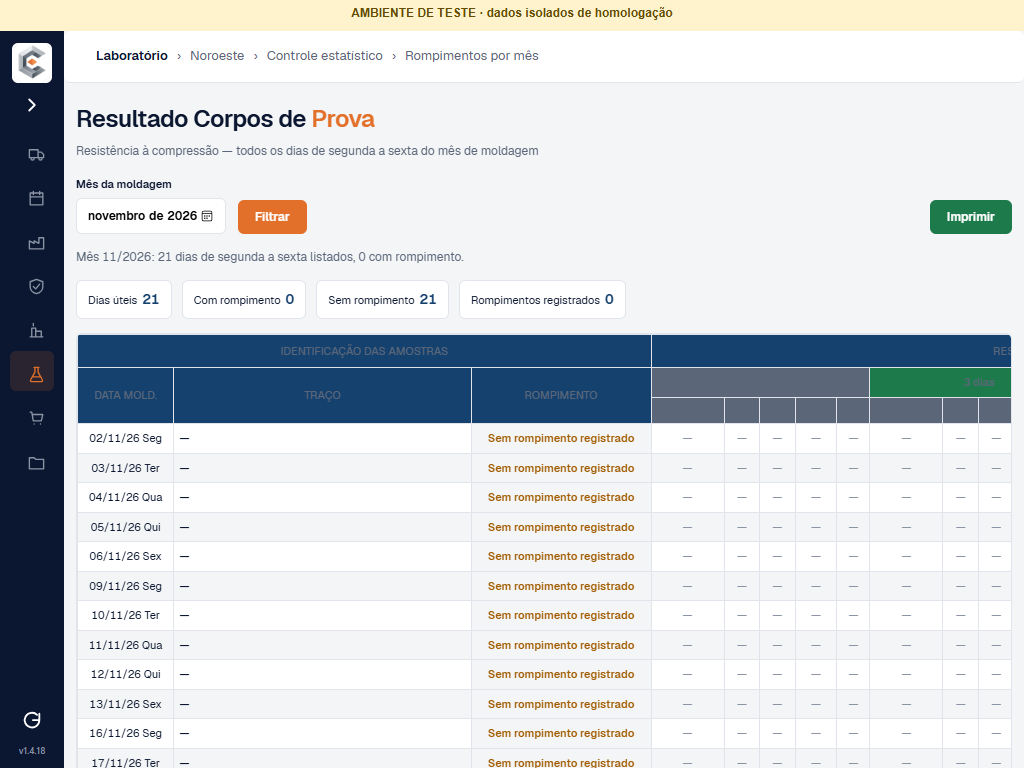 AMBIENTE DE TESTE · dados isolados de homologação
Laboratório › Noroeste › Controle estatístico › Rompimentos por mês
Resultado Corpos de Prova
Resistência à compressão — todos os dias de segunda a sexta do mês de moldagem
Mês da moldagem
novembro de 2026
Filtrar
Imprimir
Mês 11/2026: 21 dias de segunda a sexta listados, 0 com rompimento.
Dias úteis 21
Com rompimento 0
Sem rompimento 21
Rompimentos registrados 0
IDENTIFICAÇÃO DAS AMOSTRAS RES
DATA MOLD. TRAÇO ROMPIMENTO 3 dias
02/11/26 Seg — Sem rompimento registrado — — — — — — — —
03/11/26 Ter — Sem rompimento registrado — — — — — — — —
04/11/26 Qua — Sem rompimento registrado — — — — — — — —
05/11/26 Qui — Sem rompimento registrado — — — — — — — —
06/11/26 Sex — Sem rompimento registrado — — — — — — — —
09/11/26 Seg — Sem rompimento registrado — — — — — — — —
10/11/26 Ter — Sem rompimento registrado — — — — — — — —
11/11/26 Qua — Sem rompimento registrado — — — — — — — —
12/11/26 Qui — Sem rompimento registrado — — — — — — — —
13/11/26 Sex — Sem rompimento registrado — — — — — — — —
16/11/26 Seg — Sem rompimento registrado — — — — — — — —
17/11/26 Ter — Sem rompimento registrado — — — — — — — —
v1.4.18